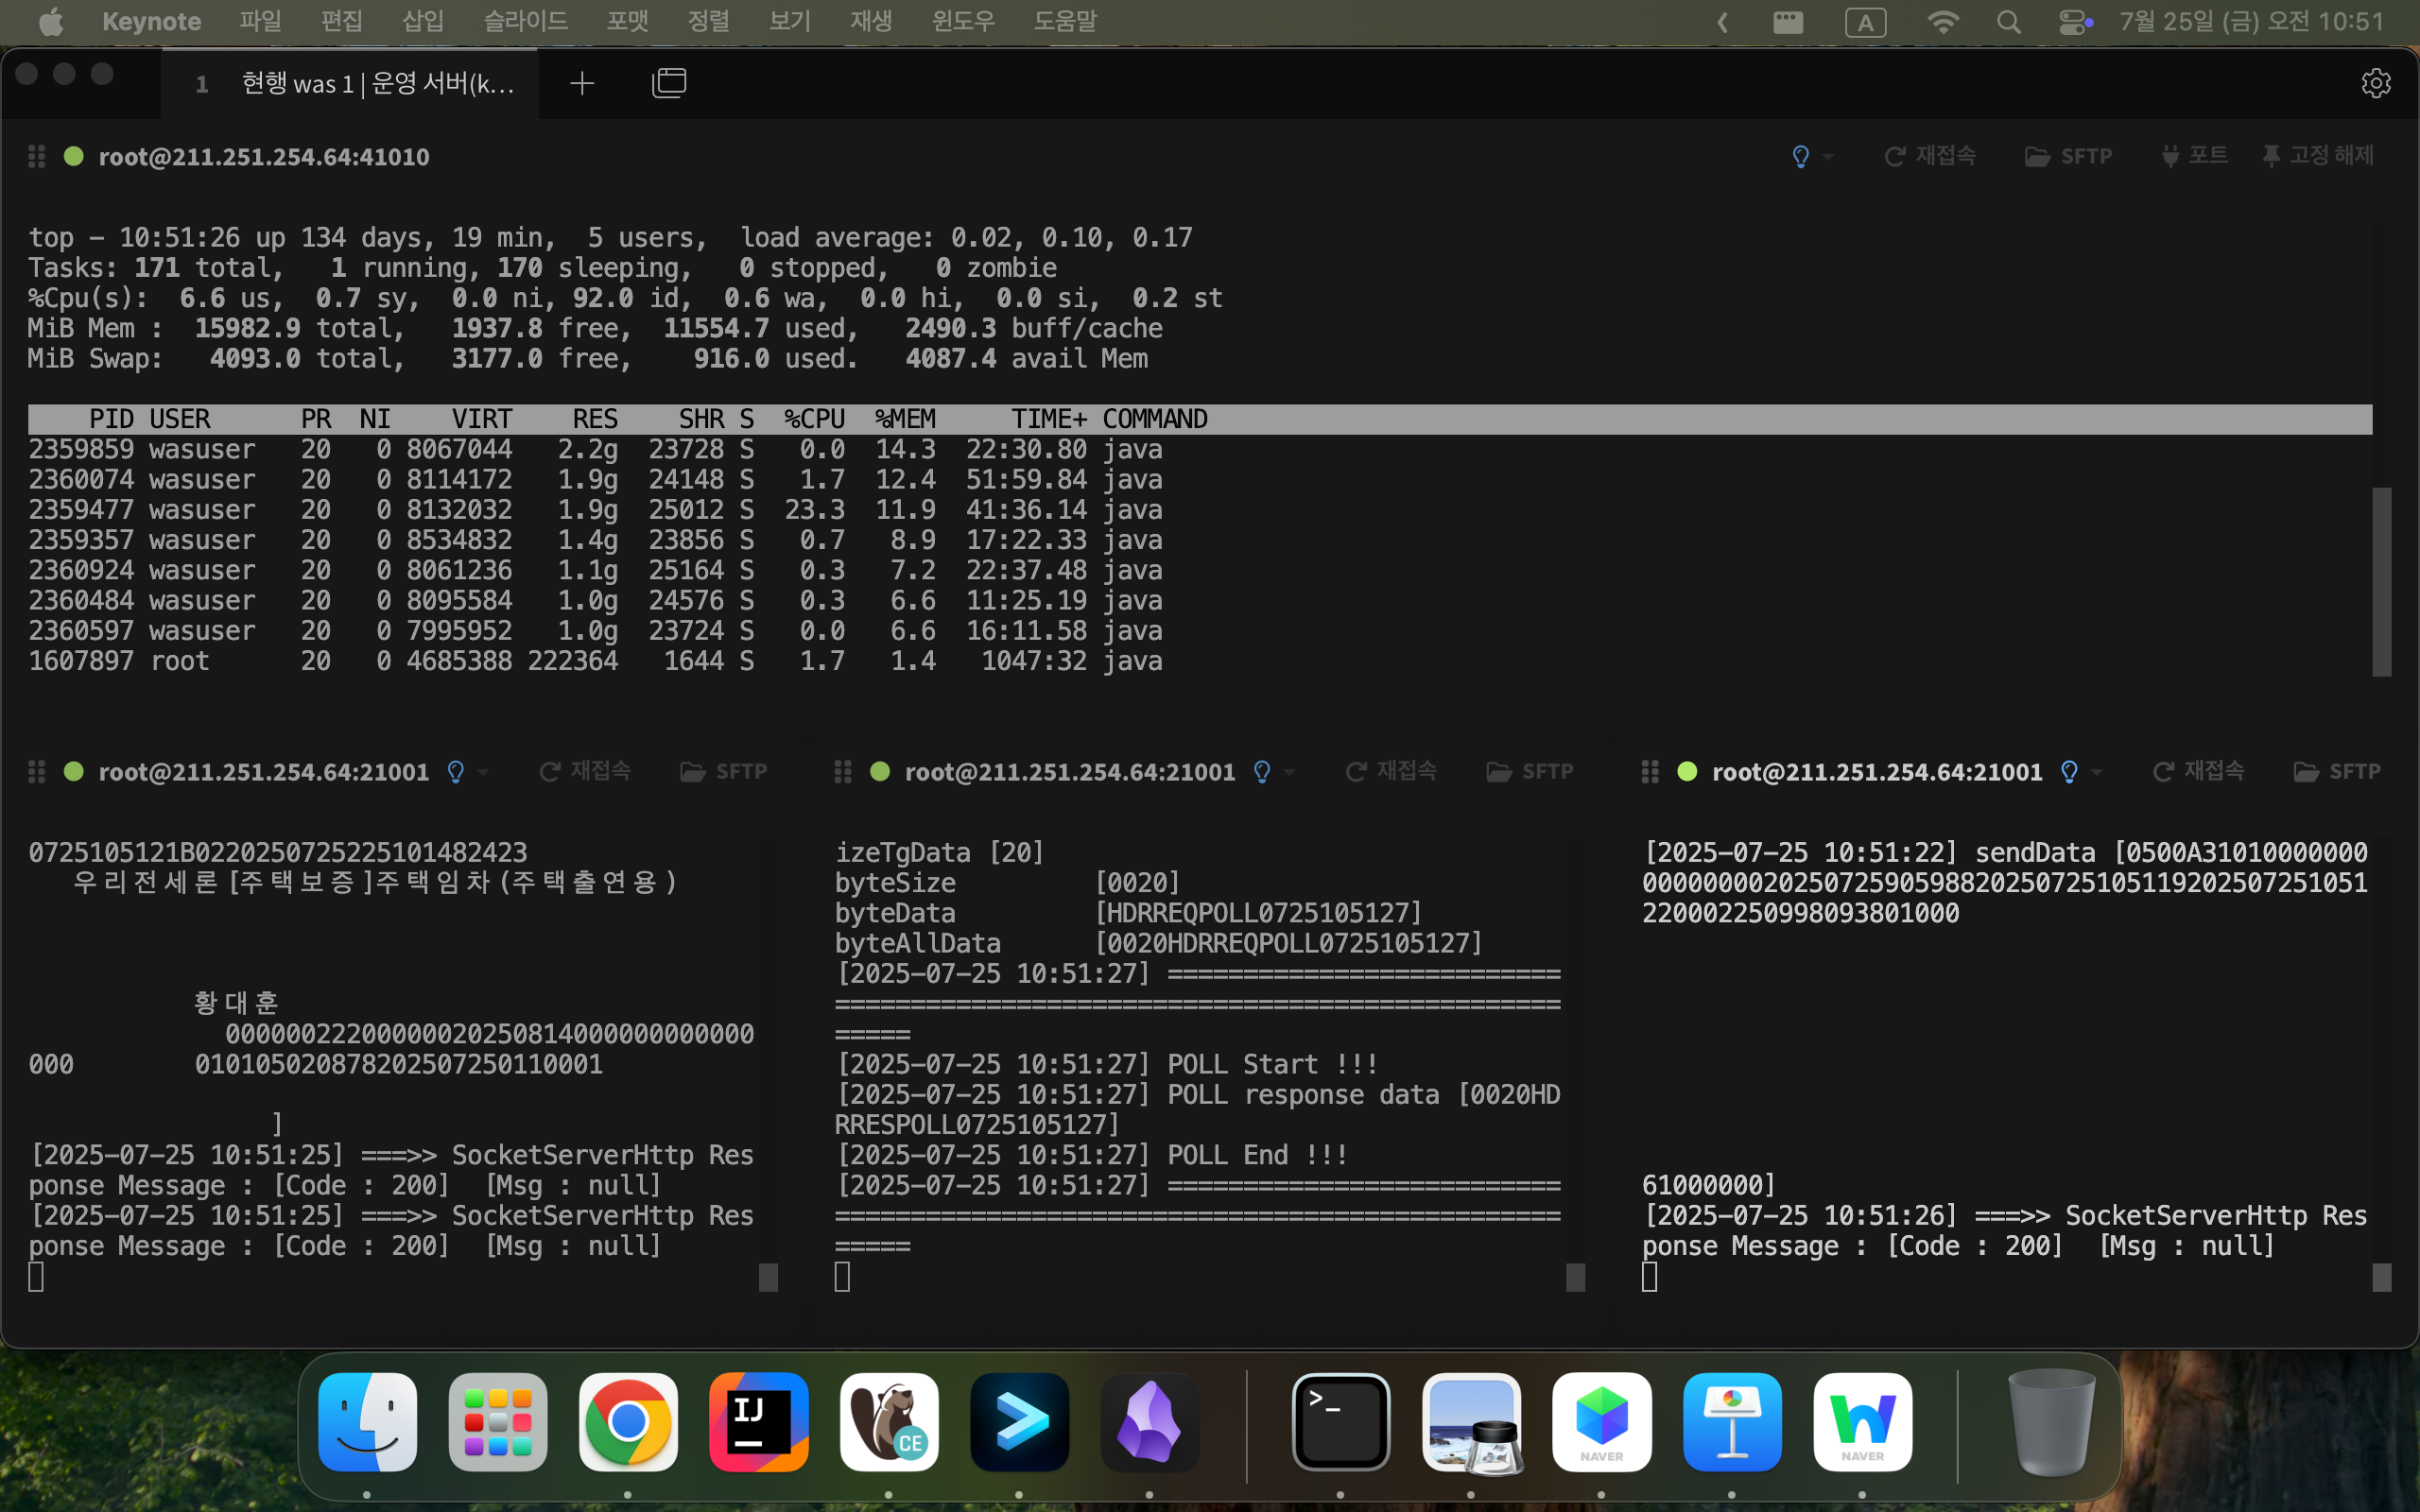 Keynote 파일 편집 삽입 슬라이드 포맷 정렬 보기 재생 윈도우 도움말 A 7월 25일 (금) 오전 10:51
1 현행 was 1 | 운영 서버(k...
root@211.251.254.64:41010 재접속 SFTP 포트 고정 해제
top - 10:51:26 up 134 days, 19 min, 5 users, load average: 0.02, 0.10, 0.17
Tasks: 171 total, 1 running, 170 sleeping, 0 stopped, 0 zombie
%Cpu(s): 6.6 us, 0.7 sy, 0.0 ni, 92.0 id, 0.6 wa, 0.0 hi, 0.0 si, 0.2 st
MiB Mem : 15982.9 total, 1937.8 free, 11554.7 used, 2490.3 buff/cache
MiB Swap: 4093.0 total, 3177.0 free, 916.0 used. 4087.4 avail Mem
PID USER PR NI VIRT RES SHR S %CPU %MEM TIME+ COMMAND
2359859 wasuser 20 0 8067044 2.2g 23728 S 0.0 14.3 22:30.80 java
2360074 wasuser 20 0 8114172 1.9g 24148 S 1.7 12.4 51:59.84 java
2359477 wasuser 20 0 8132032 1.9g 25012 S 23.3 11.9 41:36.14 java
2359357 wasuser 20 0 8534832 1.4g 23856 S 0.7 8.9 17:22.33 java
2360924 wasuser 20 0 8061236 1.1g 25164 S 0.3 7.2 22:37.48 java
2360484 wasuser 20 0 8095584 1.0g 24576 S 0.3 6.6 11:25.19 java
2360597 wasuser 20 0 7995952 1.0g 23724 S 0.0 6.6 16:11.58 java
1607897 root 20 0 4685388 222364 1644 S 1.7 1.4 1047:32 java
root@211.251.254.64:21001 재접속 SFTP
0725105121B0220250725225101482423
우리전세론 [주택보증]주택임차(주택출연용)
황대훈
00000022200000020250814000000000000
000 010105020878202507250110001
]
[2025-07-25 10:51:25] ===>> SocketServerHttp Res
ponse Message : [Code : 200] [Msg : null]
[2025-07-25 10:51:25] ===>> SocketServerHttp Res
ponse Message : [Code : 200] [Msg : null]
root@211.251.254.64:21001 재접속 SFTP
izeTgData [20]
byteSize [0020]
byteData [HDRREQPOLL0725105127]
byteAllData [0020HDRREQPOLL0725105127]
[2025-07-25 10:51:27] ==========================
================================================
=====
[2025-07-25 10:51:27] POLL Start !!!
[2025-07-25 10:51:27] POLL response data [0020HD
RRESPOLL0725105127]
[2025-07-25 10:51:27] POLL End !!!
[2025-07-25 10:51:27] ==========================
================================================
=====
root@211.251.254.64:21001 재접속 SFTP
[2025-07-25 10:51:22] sendData [0500A31010000000
000000002025072590598820250725105119202507251051
220002250998093801000
61000000]
[2025-07-25 10:51:26] ===>> SocketServerHttp Res
ponse Message : [Code : 200] [Msg : null]
IJ CE >_ NAVER NAVER